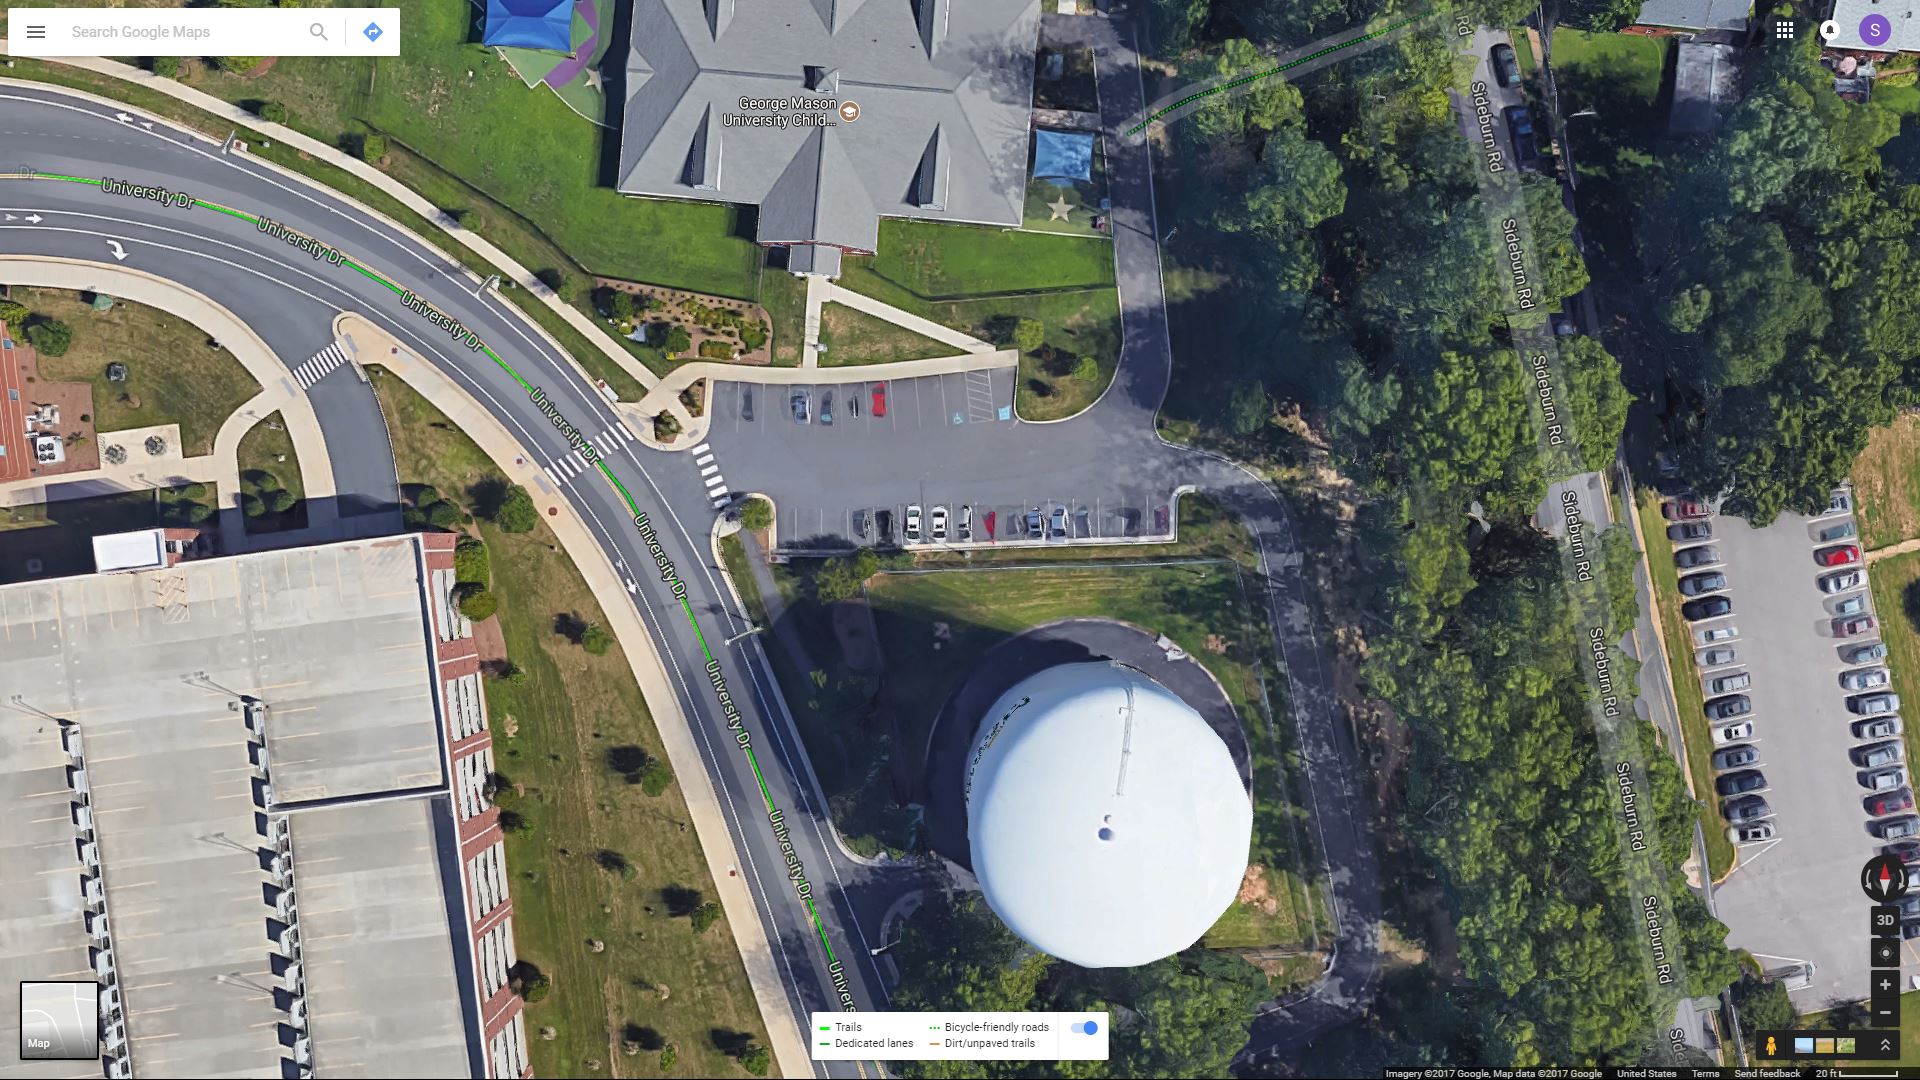 Search Google Maps
S
George Mason
University Child...
Rd
Sideburn Rd
Dr
University Dr
University Dr
Sideburn Rd
University Dr
Sideburn Rd
University Dr
Sideburn Rd
University Dr
Sideburn Rd
University Dr
Sideburn Rd
University Dr
Sideburn Rd
Univers
Side
3D
Map
Trails
Bicycle-friendly roads
Dedicated lanes
Dirt/unpaved trails
Imagery ©2017 Google, Map data ©2017 Google United States Terms Send feedback 20 ft